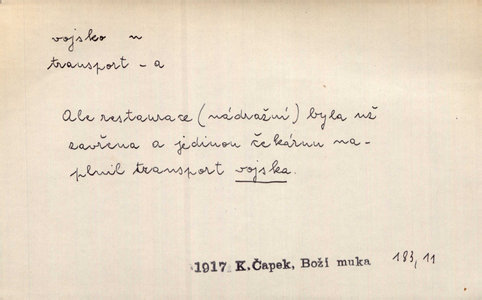 vojsko n
transport -a
Ale restaurace (nádražní) byla už
zavřena a jedinou čekárnu na-
plnil transport vojska.
1917 K.Čapek, Boží muka 183,11